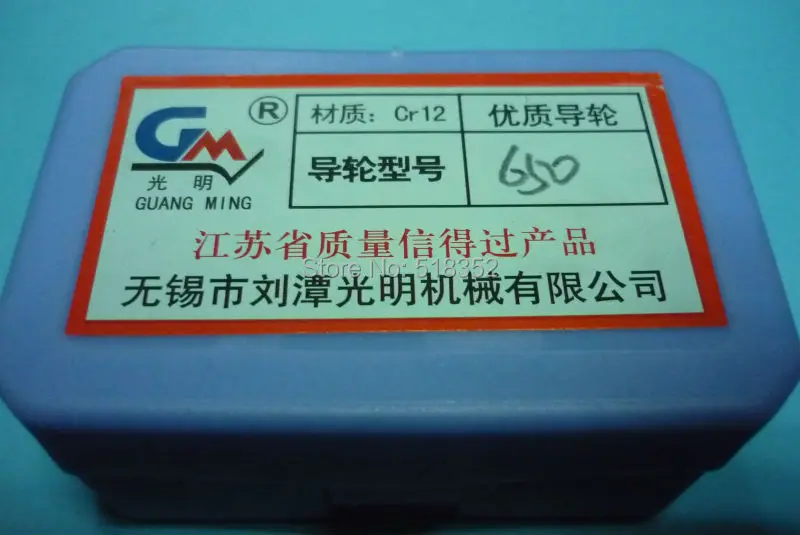 GM
®
光 明
GUANG MING
材质: Cr12
优质导轮
导轮型号
650
江苏省质量信得过产品
Store No: 518352
无锡市刘潭光明机械有限公司